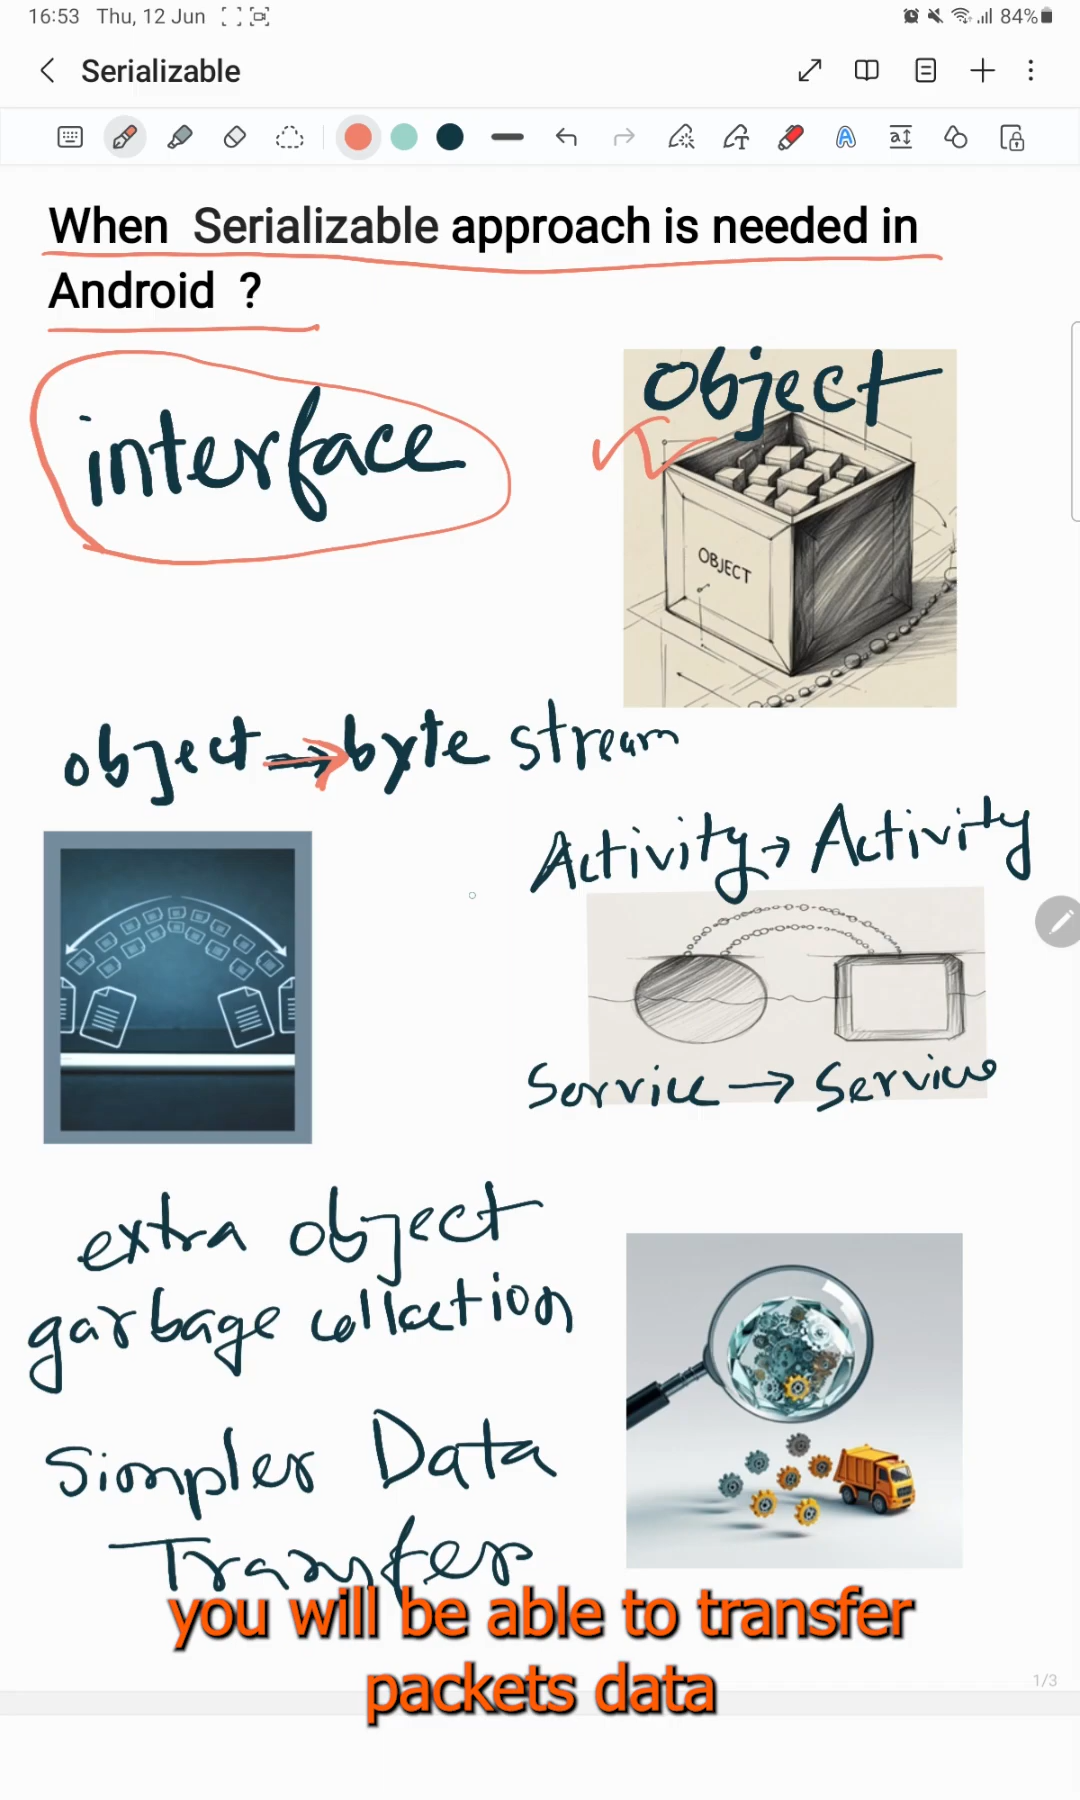 16:53 Thu, 12 Jun 84%
Serializable
When Serializable approach is needed in
Android ?
interface
object
OBJECT
object → byte stream
Activity → Activity
Service → Service
extra object
garbage collection
Simpler Data
Transfer
you will be able to transfer
packets data
1/3